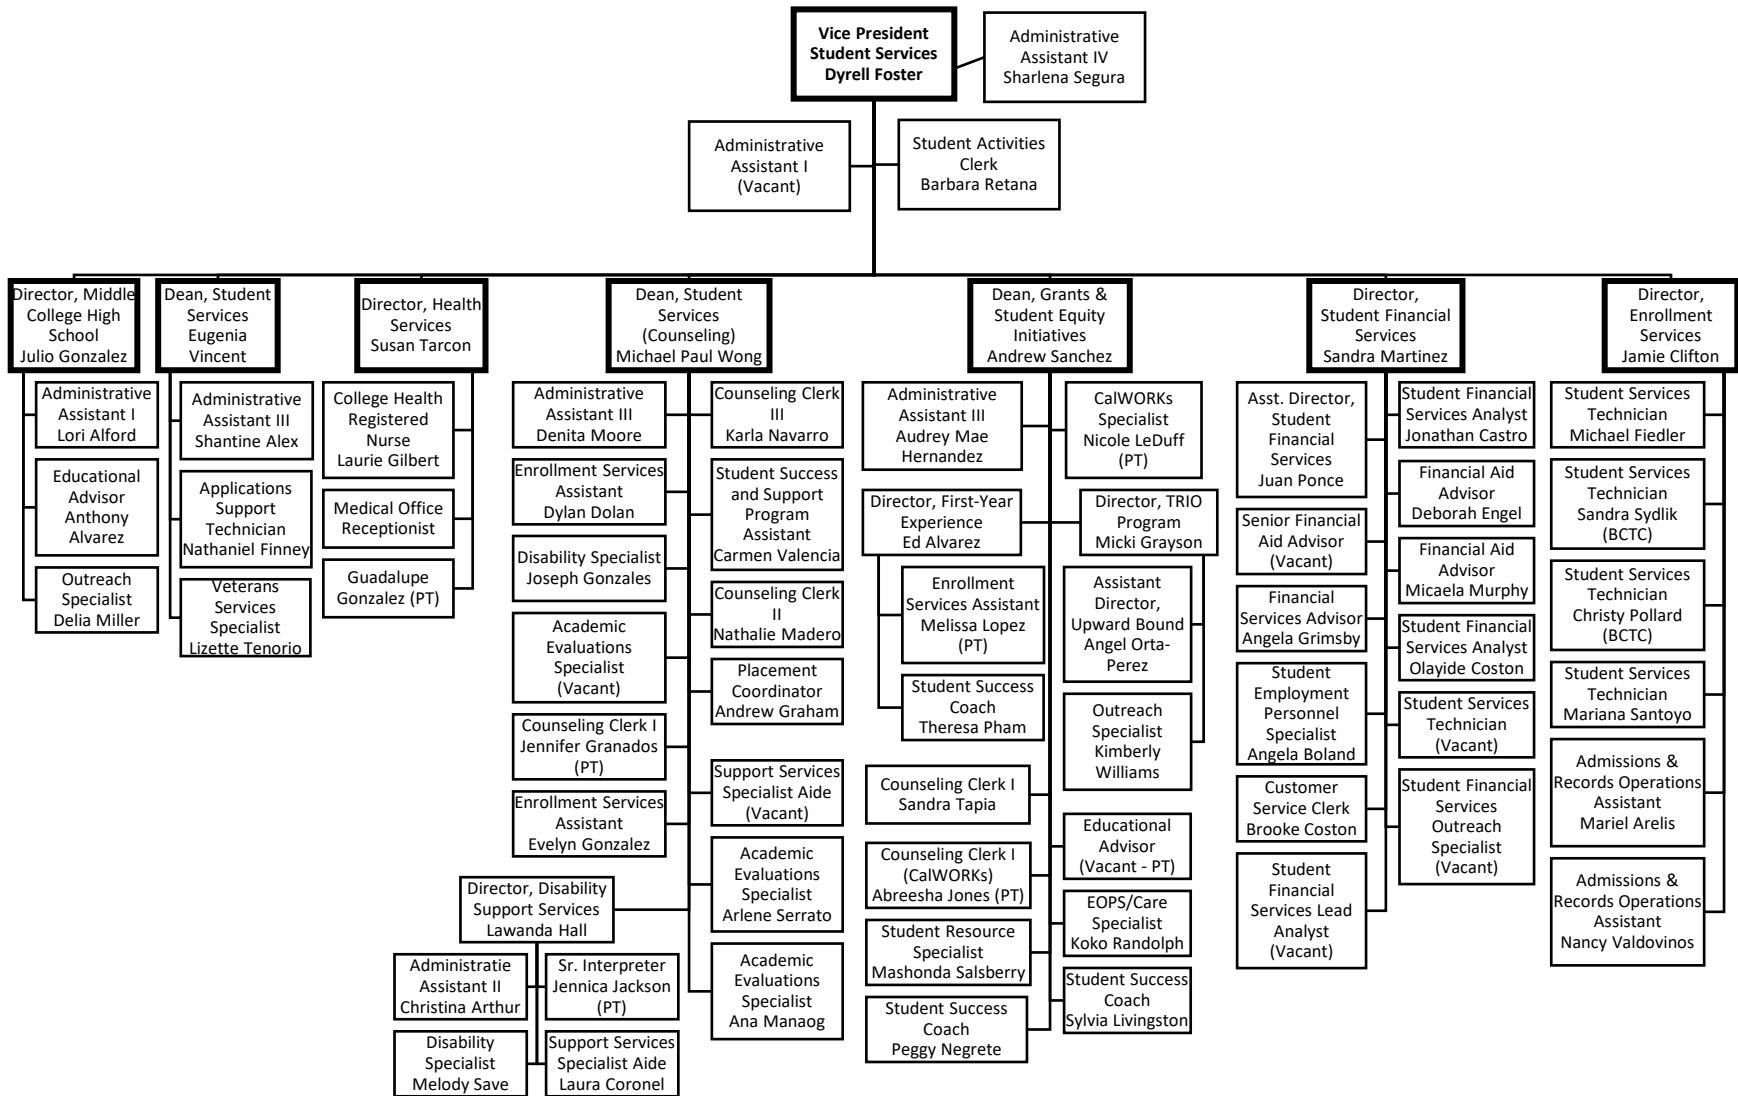 Vice President
Student Services
Dyrell Foster
Administrative
Assistant IV
Sharlena Segura
Administrative
Assistant I
(Vacant)
Student Activities
Clerk
Barbara Retana
Director, Middle
College High
School
Julio Gonzalez
Administrative
Assistant I
Lori Alford
Educational
Advisor
Anthony
Alvarez
Outreach
Specialist
Delia Miller
Dean, Student
Services
Eugenia
Vincent
Administrative
Assistant III
Shantine Alex
Applications
Support
Technician
Nathaniel Finney
Veterans
Services
Specialist
Lizette Tenorio
Director, Health
Services
Susan Tarcon
College Health
Registered
Nurse
Laurie Gilbert
Medical Office
Receptionist
Guadalupe
Gonzalez (PT)
Dean, Student
Services
(Counseling)
Michael Paul Wong
Administrative
Assistant III
Denita Moore
Enrollment Services
Assistant
Dylan Dolan
Disability Specialist
Joseph Gonzales
Academic
Evaluations
Specialist
(Vacant)
Counseling Clerk I
Jennifer Granados
(PT)
Enrollment Services
Assistant
Evelyn Gonzalez
Director, Disability
Support Services
Lawanda Hall
Administratie
Assistant II
Christina Arthur
Sr. Interpreter
Jennica Jackson
(PT)
Disability
Specialist
Melody Save
Support Services
Specialist Aide
Laura Coronel
Counseling Clerk
III
Karla Navarro
Student Success
and Support
Program
Assistant
Carmen Valencia
Counseling Clerk
II
Nathalie Madero
Placement
Coordinator
Andrew Graham
Support Services
Specialist Aide
(Vacant)
Academic
Evaluations
Specialist
Arlene Serrato
Academic
Evaluations
Specialist
Ana Manaog
Dean, Grants &
Student Equity
Initiatives
Andrew Sanchez
Administrative
Assistant III
Audrey Mae
Hernandez
CalWORKs
Specialist
Nicole LeDuff
(PT)
Director, First-Year
Experience
Ed Alvarez
Director, TRIO
Program
Micki Grayson
Enrollment
Services Assistant
Melissa Lopez
(PT)
Student Success
Coach
Theresa Pham
Assistant
Director,
Upward Bound
Angel Orta-
Perez
Outreach
Specialist
Kimberly
Williams
Counseling Clerk I
Sandra Tapia
Counseling Clerk I
(CalWORKs)
Abreesha Jones (PT)
Student Resource
Specialist
Mashonda Salsberry
Student Success
Coach
Peggy Negrete
Educational
Advisor
(Vacant - PT)
EOPS/Care
Specialist
Koko Randolph
Student Success
Coach
Sylvia Livingston
Director,
Student Financial
Services
Sandra Martinez
Asst. Director,
Student
Financial
Services
Juan Ponce
Senior Financial
Aid Advisor
(Vacant)
Financial
Services Advisor
Angela Grimsby
Student
Employment
Personnel
Specialist
Angela Boland
Customer
Service Clerk
Brooke Coston
Student
Financial
Services Lead
Analyst
(Vacant)
Student Financial
Services Analyst
Jonathan Castro
Financial Aid
Advisor
Deborah Engel
Financial Aid
Advisor
Micaela Murphy
Student Financial
Services Analyst
Olayide Coston
Student Services
Technician
(Vacant)
Student Financial
Services
Outreach
Specialist
(Vacant)
Director,
Enrollment
Services
Jamie Clifton
Student Services
Technician
Michael Fiedler
Student Services
Technician
Sandra Sydlik
(BCTC)
Student Services
Technician
Christy Pollard
(BCTC)
Student Services
Technician
Mariana Santoyo
Admissions &
Records Operations
Assistant
Mariel Arelis
Admissions &
Records Operations
Assistant
Nancy Valdovinos